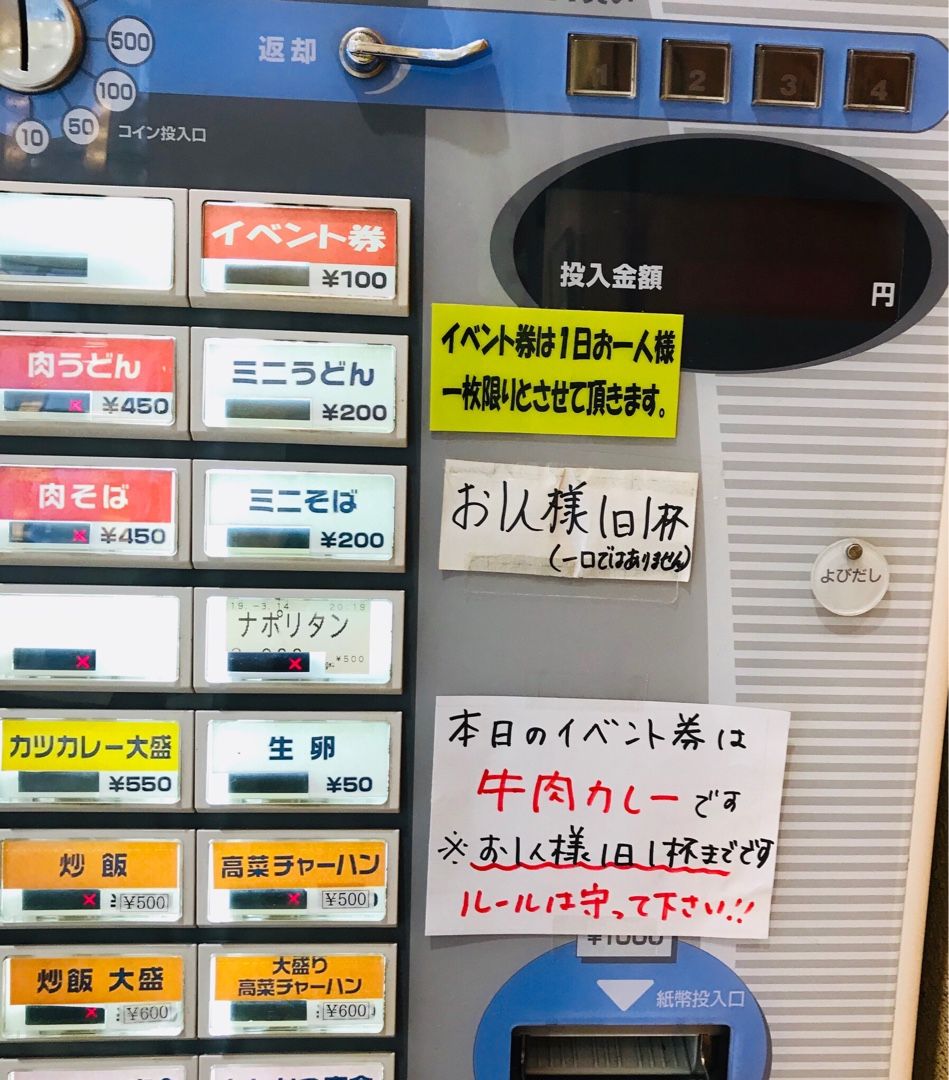 500
100
50
10
コイン投入口
返却
1
2
3
4
投入金額
円
イベント券
¥100
肉うどん
¥450
ミニうどん
¥200
肉そば
¥450
ミニそば
¥200
19.-3.14 20:19
ナポリタン
¥500
カツカレー大盛
¥550
生卵
¥50
炒飯
¥500
高菜チャーハン
¥500
炒飯 大盛
¥600
大盛り
高菜チャーハン
¥600
イベント券は1日お一人様
一枚限りとさせて頂きます。
お1人様1日1杯
(一口ではありません)
よびだし
本日のイベント券は
牛肉カレーです
※お1人様1日1杯までです
ルールは守って下さい!!
¥1000
紙幣投入口